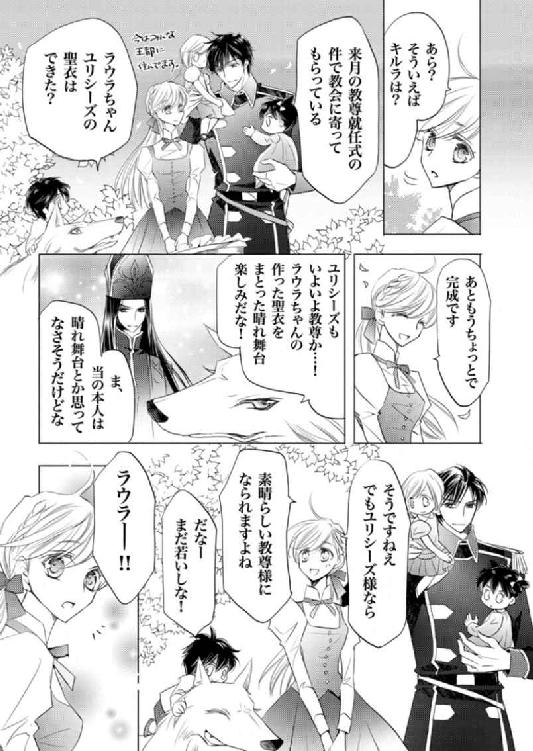 あら?
そういえば
キルラは?
来月の教尊就任式の
件で教会に寄って
もらっている
今はみんな
王都に
住んでます。
ラウラちゃん
ユリシーズの
聖衣は
できた?
あともうちょっとで
完成です
ユリシーズも
いよいよ教尊か…!
ラウラちゃんの
作った聖衣を
まとった晴れ舞台
楽しみだな!
ま、
当の本人は
晴れ舞台とか思って
なさそうだけどな
そうですねえ
でもユリシーズ様なら
素晴らしい教尊様に
なられますよね
だなー
まだ若いしな!
ラウラー!!